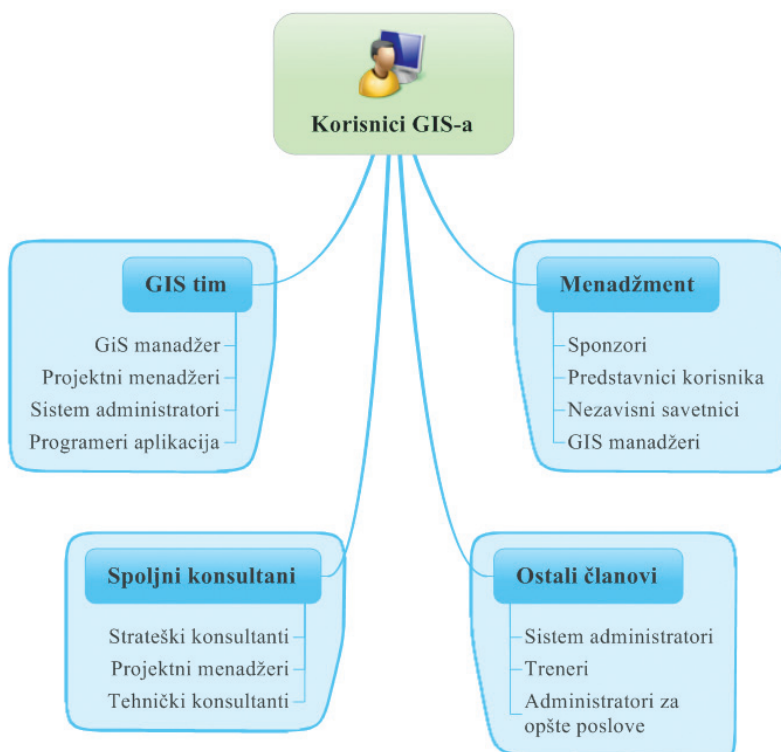 Korisnici GIS-a
GIS tim
GiS manadžer
Projektni menadžeri
Sistem administratori
Programeri aplikacija
Menadžment
Sponzori
Predstavnici korisnika
Nezavisni savetnici
GIS manadžeri
Spoljni konsultani
Strateški konsultanti
Projektni menadžeri
Tehnički konsultanti
Ostali članovi
Sistem administratori
Treneri
Administratori za
opšte poslove